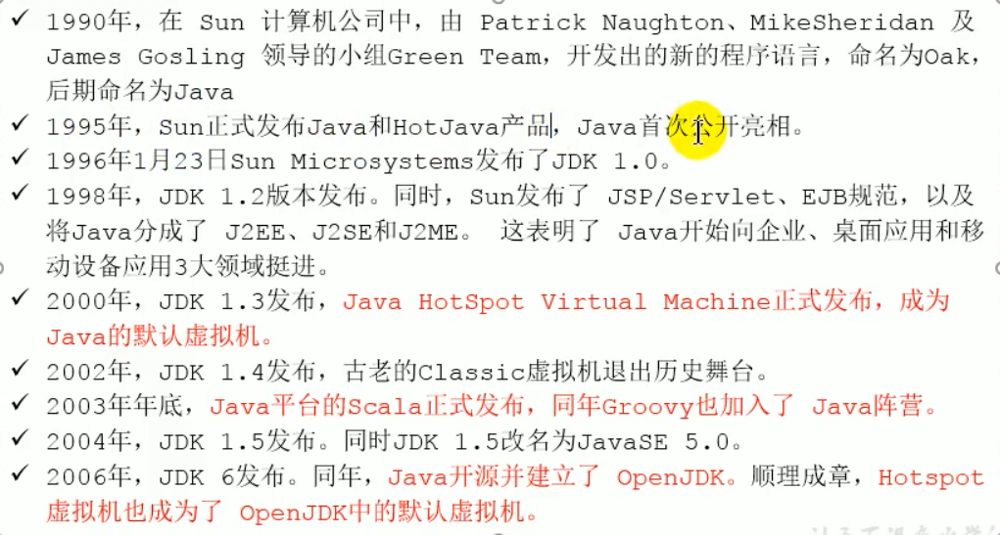 ✓ 1990年，在 Sun 计算机公司中，由 Patrick Naughton、MikeSheridan 及
James Gosling 领导的小组Green Team，开发出的新的程序语言，命名为Oak，
后期命名为Java
✓ 1995年，Sun正式发布Java和HotJava产品，Java首次公开亮相。
✓ 1996年1月23日Sun Microsystems发布了JDK 1.0。
✓ 1998年，JDK 1.2版本发布。同时，Sun发布了 JSP/Servlet、EJB规范，以及
将Java分成了 J2EE、J2SE和J2ME。 这表明了 Java开始向企业、桌面应用和移
动设备应用3大领域挺进。
✓ 2000年，JDK 1.3发布，Java HotSpot Virtual Machine正式发布，成为
Java的默认虚拟机。
✓ 2002年，JDK 1.4发布，古老的Classic虚拟机退出历史舞台。
✓ 2003年年底，Java平台的Scala正式发布，同年Groovy也加入了 Java阵营。
✓ 2004年，JDK 1.5发布。同时JDK 1.5改名为JavaSE 5.0。
✓ 2006年，JDK 6发布。同年，Java开源并建立了 OpenJDK。顺理成章，Hotspot
虚拟机也成为了 OpenJDK中的默认虚拟机。